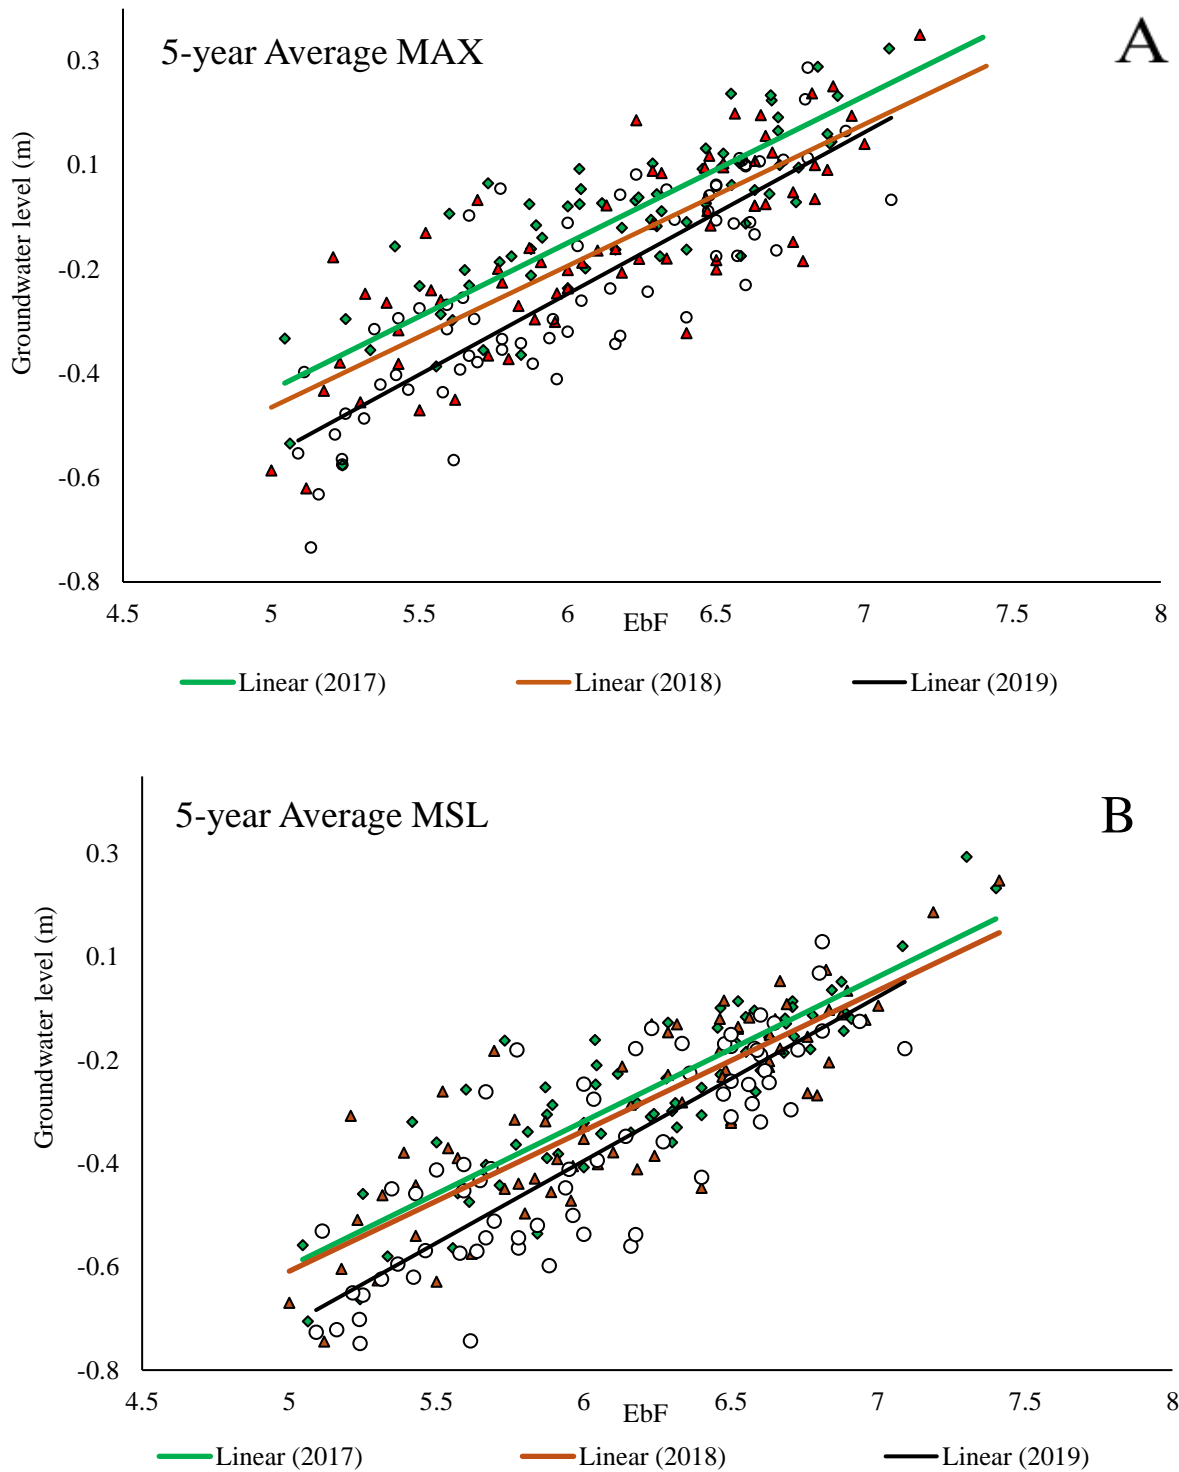 5-year Average MAX
A
Groundwater level (m)
0.3
0.1
-0.2
-0.4
-0.6
-0.8
4.5 5 5.5 6 6.5 7 7.5 8
EbF
Linear (2017) Linear (2018) Linear (2019)
5-year Average MSL
B
Groundwater level (m)
0.3
0.1
-0.2
-0.4
-0.6
-0.8
4.5 5 5.5 6 6.5 7 7.5 8
EbF
Linear (2017) Linear (2018) Linear (2019)